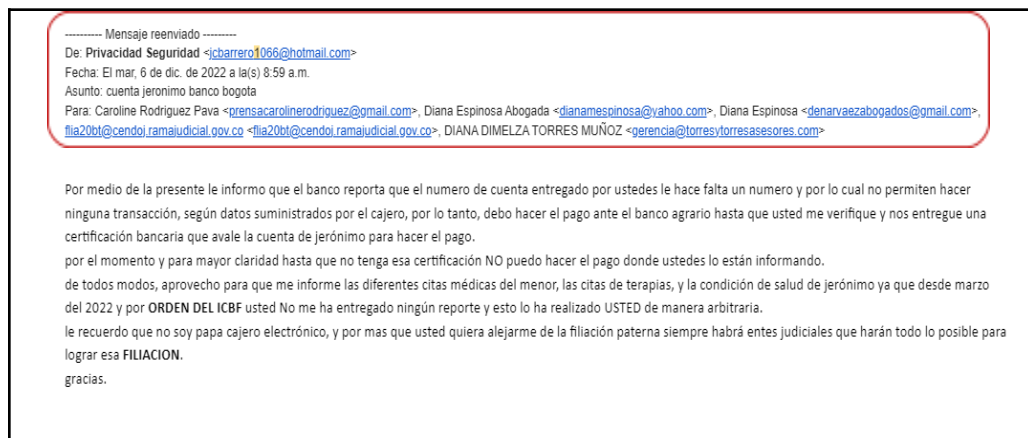 ---------- Mensaje reenviado ---------
De: Privacidad Seguridad <jcbarrero1066@hotmail.com>
Fecha: El mar, 6 de dic. de 2022 a la(s) 8:59 a.m.
Asunto: cuenta jeronimo banco bogota
Para: Caroline Rodriguez Pava <prensacarolinerodriguez@gmail.com>, Diana Espinosa Abogada <dianamespinosa@yahoo.com>, Diana Espinosa <denarvaezabogados@gmail.com>,
flia20bt@cendoj.ramajudicial.gov.co <flia20bt@cendoj.ramajudicial.gov.co>, DIANA DIMELZA TORRES MUÑOZ <gerencia@torresytorresasesores.com>
Por medio de la presente le informo que el banco reporta que el numero de cuenta entregado por ustedes le hace falta un numero y por lo cual no permiten hacer
ninguna transacción, según datos suministrados por el cajero, por lo tanto, debo hacer el pago ante el banco agrario hasta que usted me verifique y nos entregue una
certificación bancaria que avale la cuenta de jerónimo para hacer el pago.
por el momento y para mayor claridad hasta que no tenga esa certificación NO puedo hacer el pago donde ustedes lo están informando.
de todos modos, aprovecho para que me informe las diferentes citas médicas del menor, las citas de terapias, y la condición de salud de jerónimo ya que desde marzo
del 2022 y por ORDEN DEL ICBF usted No me ha entregado ningún reporte y esto lo ha realizado USTED de manera arbitraria.
le recuerdo que no soy papa cajero electrónico, y por mas que usted quiera alejarme de la filiación paterna siempre habrá entes judiciales que harán todo lo posible para
lograr esa FILIACION.
gracias.